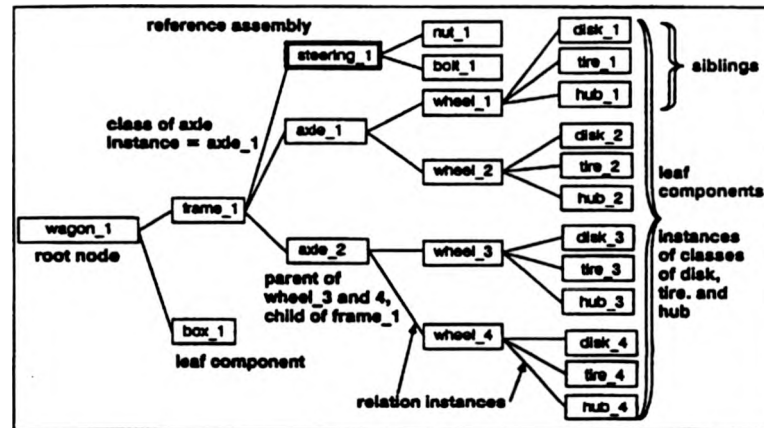 reference assembly
steering_1
nut_1
bolt_1
disk_1
tire_1
hub_1
siblings
class of axle
instance = axle_1
axle_1
wheel_1
wheel_2
disk_2
tire_2
hub_2
leaf
components
wagon_1
root node
frame_1
axle_2
parent of
wheel_3 and 4,
child of frame_1
wheel_3
disk_3
tire_3
hub_3
instances
of classes
of disk,
tire. and
hub
box_1
leaf component
wheel_4
disk_4
tire_4
hub_4
relation instances